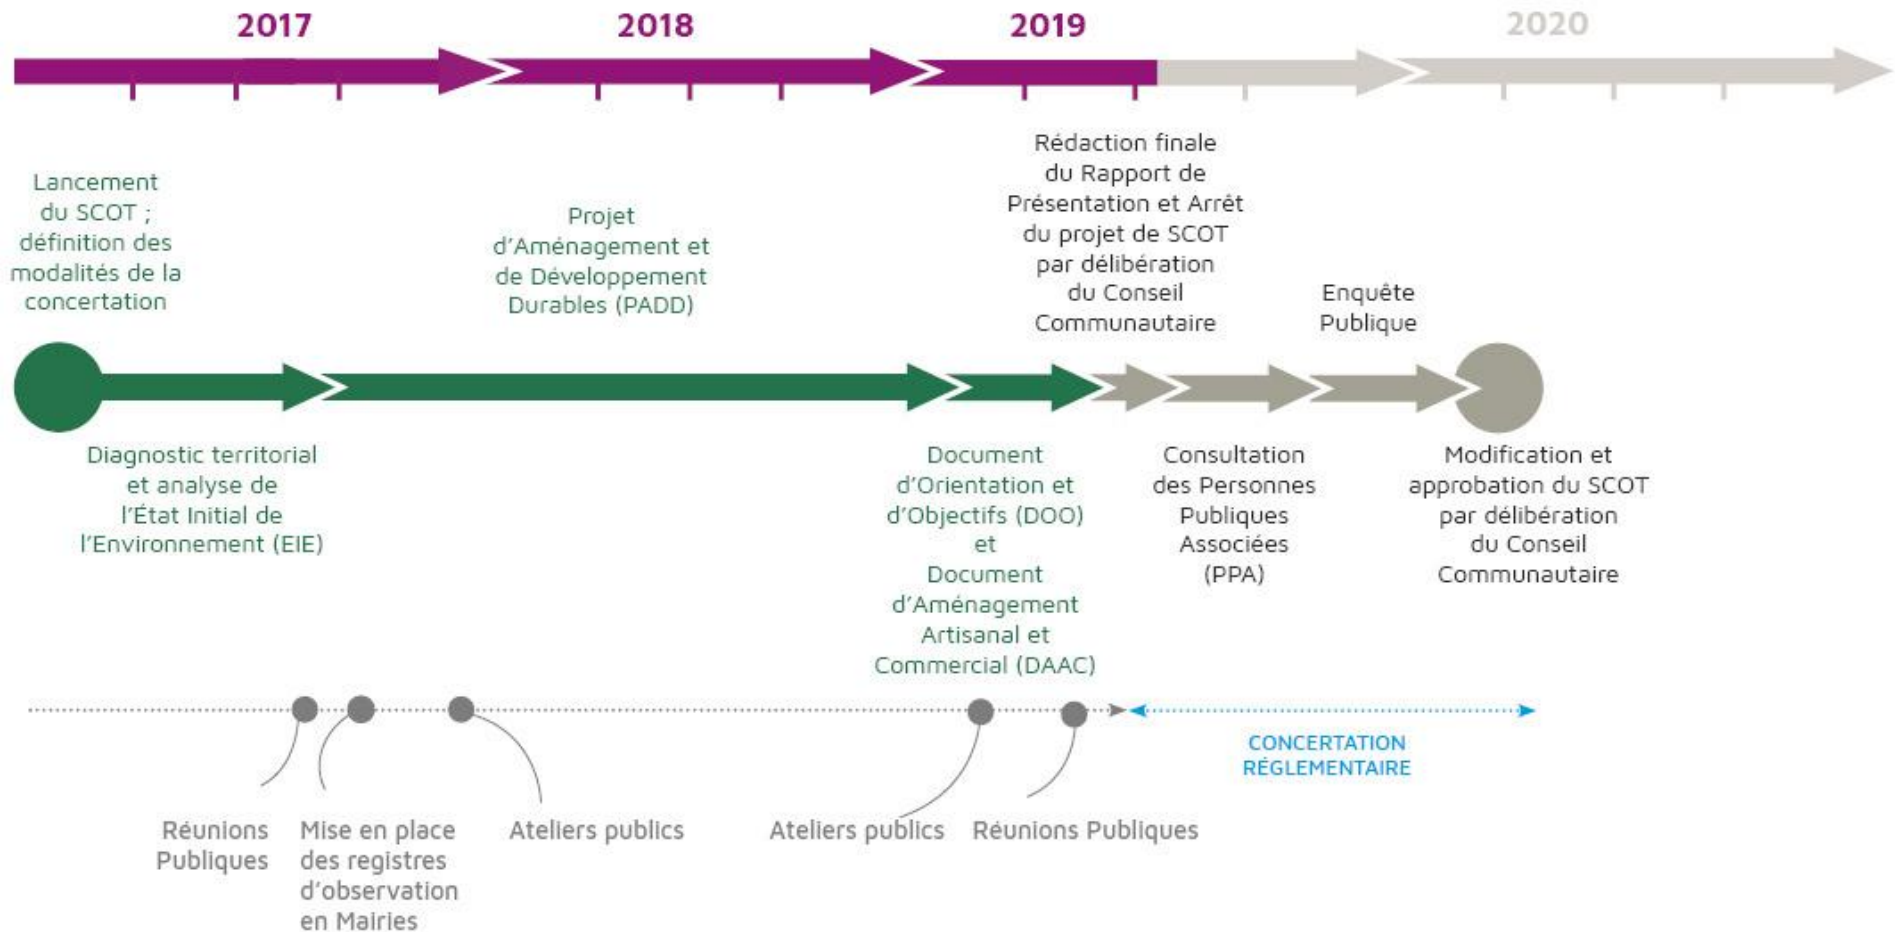 2017
2018
2019
2020
Lancement
du SCOT ;
définition des
modalités de la
concertation
Projet
d'Aménagement et
de Développement
Durables (PADD)
Rédaction finale
du Rapport de
Présentation et Arrêt
du projet de SCOT
par délibération
du Conseil
Communautaire
Enquête
Publique
Diagnostic territorial
et analyse de
l'État Initial de
l'Environnement (EIE)
Document
d'Orientation et
d'Objectifs (DOO)
et
Document
d'Aménagement
Artisanal et
Commercial (DAAC)
Consultation
des Personnes
Publiques
Associées
(PPA)
Modification et
approbation du SCOT
par délibération
du Conseil
Communautaire
CONCERTATION
RÉGLEMENTAIRE
Réunions
Publiques
Mise en place
des registres
d'observation
en Mairies
Ateliers publics
Ateliers publics
Réunions Publiques